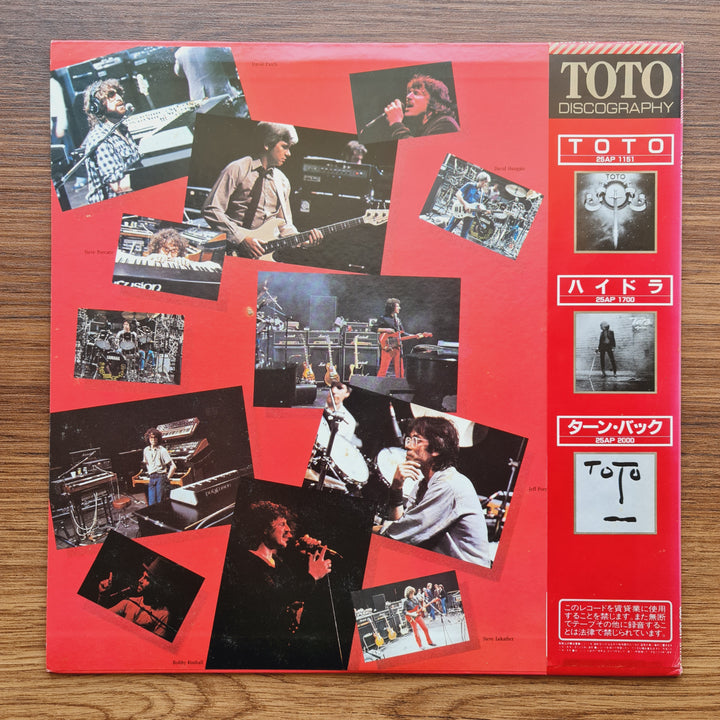 David Paich
David Hungate
Steve Porcaro
Jeff Porcaro
Steve Lukather
Bobby Kimball
TOTO
DISCOGRAPHY
TOTO
25AP 1151
TOTO
ハイドラ
25AP 1700
TOTO
ターン・バック
25AP 2000
TOTO
このレコードを賃貸業に使用
することを禁じます。また無断
でテープその他に録音するこ
とは法律で禁じられています。